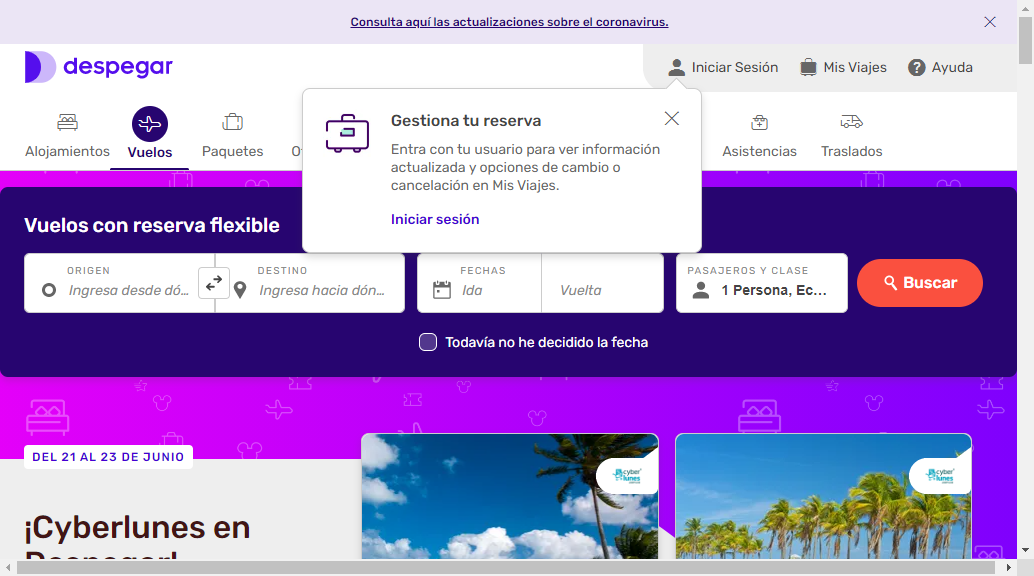 Consulta aquí las actualizaciones sobre el coronavirus.
despegar
Iniciar Sesión
Mis Viajes
Ayuda
Alojamientos
Vuelos
Paquetes
Asistencias
Traslados
Gestiona tu reserva
Entra con tu usuario para ver información
actualizada y opciones de cambio o
cancelación en Mis Viajes.
Iniciar sesión
Vuelos con reserva flexible
ORIGEN
Ingresa desde dó...
DESTINO
Ingresa hacia dón...
FECHAS
Ida
Vuelta
PASAJEROS Y CLASE
1 Persona, Ec...
Buscar
Todavía no he decidido la fecha
DEL 21 AL 23 DE JUNIO
¡Cyberlunes en
Despegar!
cyber
lunes
cyber
lunes